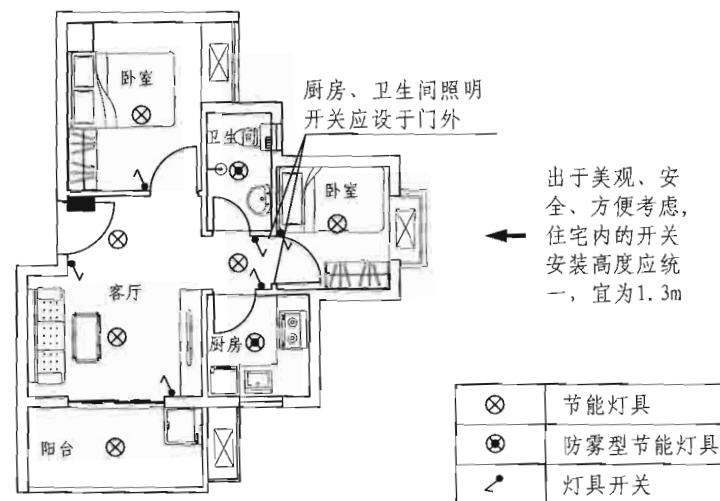 卧室
厨房、卫生间照明
开关应设于门外
卫生间
卧室
出于美观、安
全、方便考虑,
住宅内的开关
安装高度应统
一，宜为1.3m
客厅
厨房
阳台
节能灯具
防雾型节能灯具
灯具开关